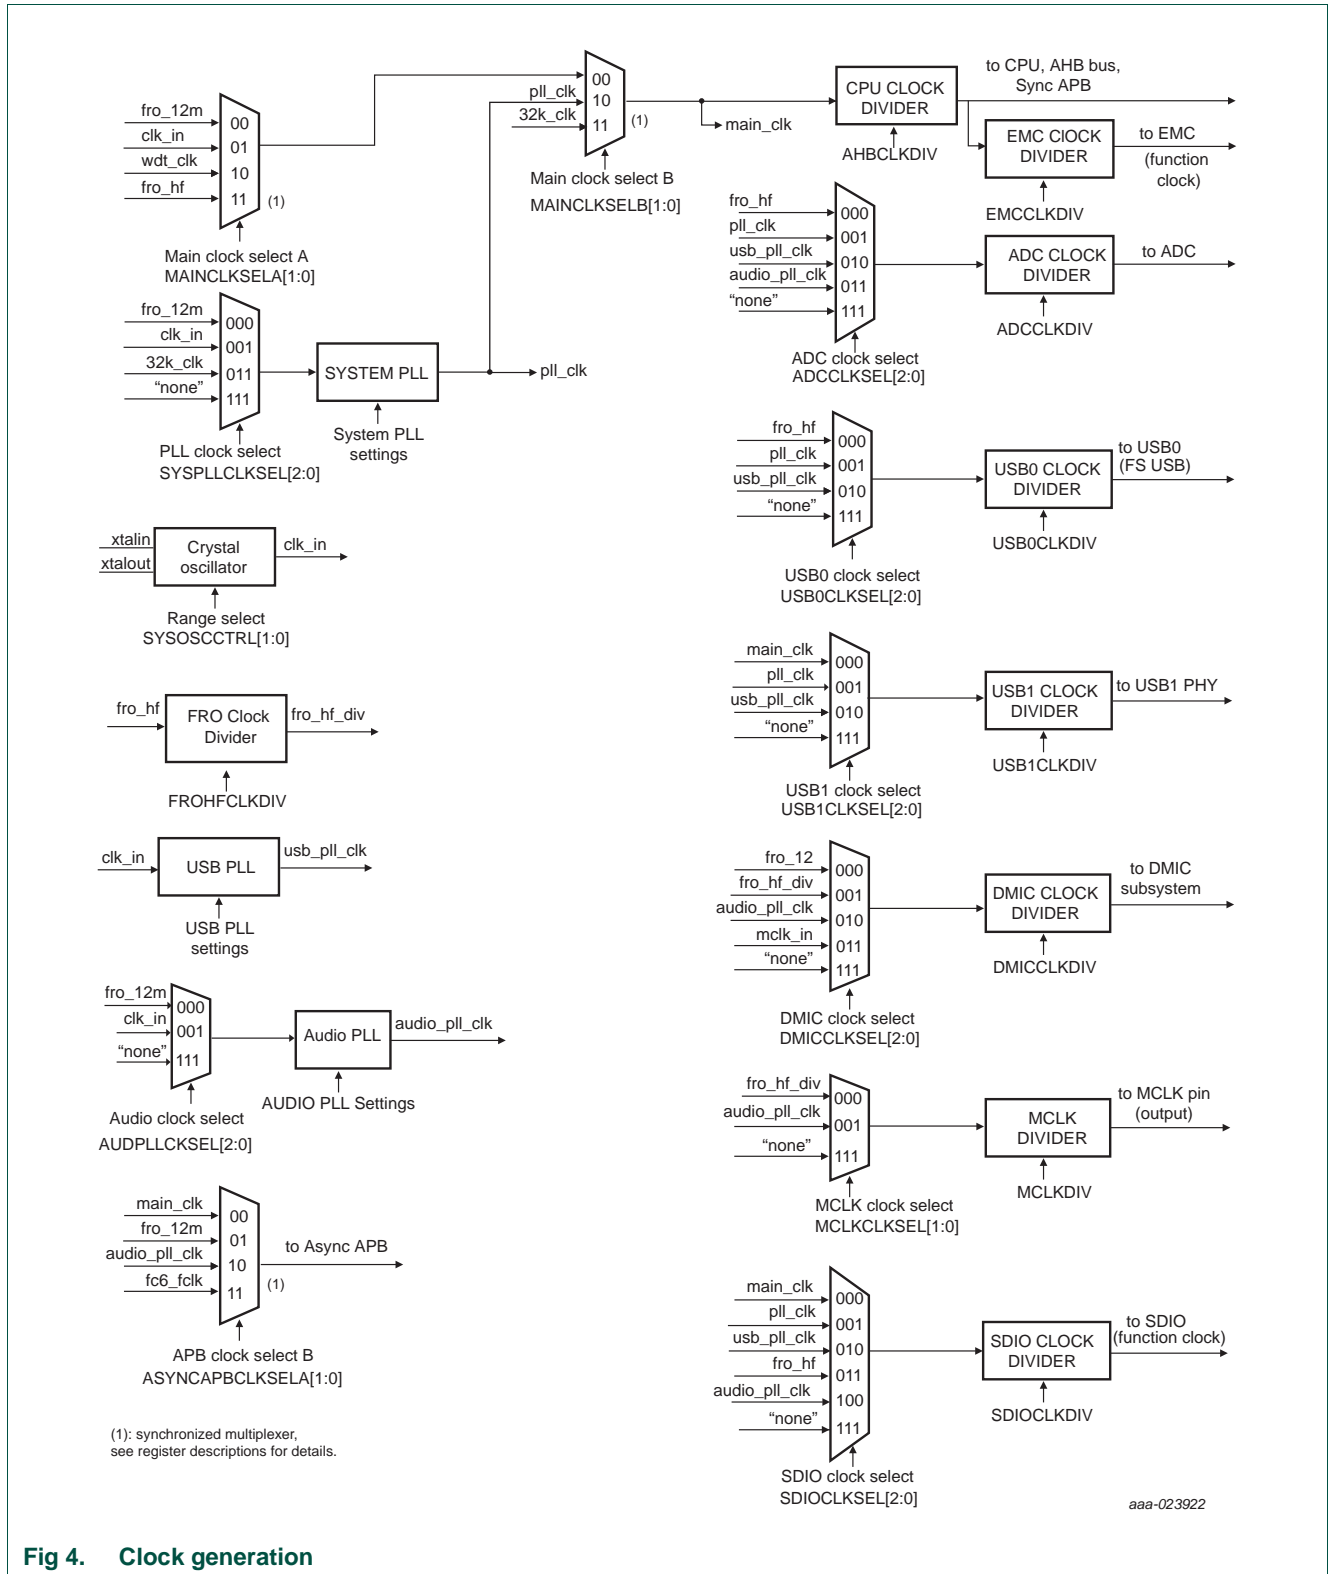 fro_12m
clk_in
wdt_clk
fro_hf
00
01
10
11
(1)
Main clock select A
MAINCLKSELA[1:0]
pll_clk
32k_clk
00
10
11
(1)
Main clock select B
MAINCLKSELB[1:0]
main_clk
CPU CLOCK
DIVIDER
AHBCLKDIV
to CPU, AHB bus,
Sync APB
EMC ClOCK
DIVIDER
EMCCLKDIV
to EMC
(function
clock)
fro_12m
clk_in
32k_clk
"none"
000
001
011
111
PLL clock select
SYSPLLCLKSEL[2:0]
SYSTEM PLL
System PLL
settings
pll_clk
fro_hf
pll_clk
usb_pll_clk
audio_pll_clk
"none"
000
001
010
011
111
ADC clock select
ADCCLKSEL[2:0]
ADC CLOCK
DIVIDER
ADCCLKDIV
to ADC
xtalin
xtalout
Crystal
oscillator
clk_in
Range select
SYSOSCCTRL[1:0]
fro_hf
pll_clk
usb_pll_clk
"none"
000
001
010
111
USB0 clock select
USB0CLKSEL[2:0]
USB0 CLOCK
DIVIDER
USB0CLKDIV
to USB0
(FS USB)
fro_hf
FRO Clock
Divider
fro_hf_div
FROHFCLKDIV
main_clk
pll_clk
usb_pll_clk
"none"
000
001
010
111
USB1 clock select
USB1CLKSEL[2:0]
USB1 CLOCK
DIVIDER
USB1CLKDIV
to USB1 PHY
clk_in
USB PLL
usb_pll_clk
USB PLL
settings
fro_12
fro_hf_div
audio_pll_clk
mclk_in
"none"
000
001
010
011
111
DMIC clock select
DMICCLKSEL[2:0]
DMIC CLOCK
DIVIDER
DMICCLKDIV
to DMIC
subsystem
fro_12m
clk_in
"none"
000
001
111
Audio clock select
AUDPLLCKSEL[2:0]
Audio PLL
AUDIO PLL Settings
audio_pll_clk
fro_hf_div
audio_pll_clk
"none"
000
001
111
MCLK clock select
MCLKCLKSEL[1:0]
MCLK
DIVIDER
MCLKDIV
to MCLK pin
(output)
main_clk
fro_12m
audio_pll_clk
fc6_fclk
00
01
10
11
(1)
to Async APB
APB clock select B
ASYNCAPBCLKSELA[1:0]
main_clk
pll_clk
usb_pll_clk
fro_hf
audio_pll_clk
"none"
000
001
010
011
100
111
SDIO clock select
SDIOCLKSEL[2:0]
SDIO CLOCK
DIVIDER
SDIOCLKDIV
to SDIO
(function clock)
(1): synchronized multiplexer,
see register descriptions for details.
aaa-023922
Fig 4. Clock generation